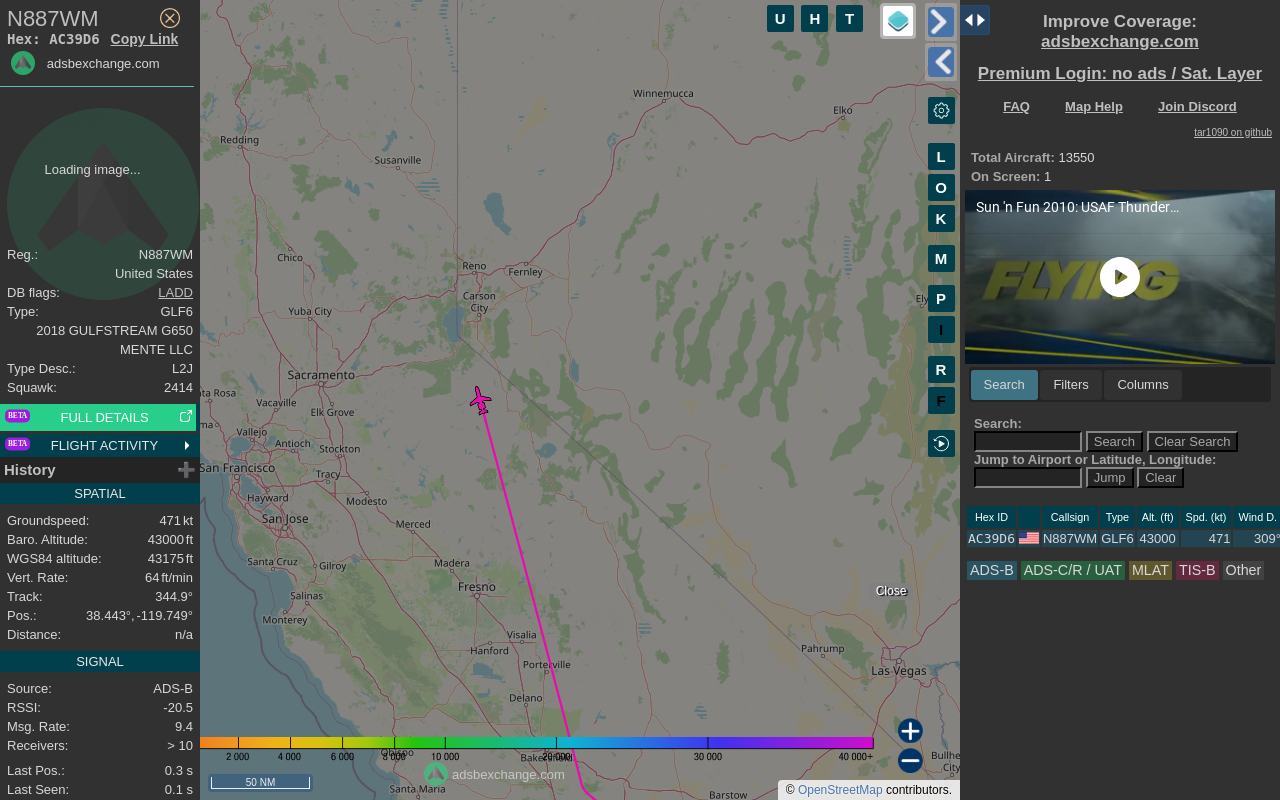 N887WM
Hex: AC39D6 Copy Link
adsbexchange.com
Loading image...
Reg.: N887WM
United States
DB flags: LADD
Type: GLF6
2018 GULFSTREAM G650
MENTE LLC
Type Desc.: L2J
Squawk: 2414
BETA FULL DETAILS
BETA FLIGHT ACTIVITY
History
SPATIAL
Groundspeed: 471 kt
Baro. Altitude: 43000 ft
WGS84 altitude: 43175 ft
Vert. Rate: 64 ft/min
Track: 344.9°
Pos.: 38.443°, -119.749°
Distance: n/a
SIGNAL
Source: ADS-B
RSSI: -20.5
Msg. Rate: 9.4
Receivers: > 10
Last Pos.: 0.3 s
Last Seen: 0.1 s
U H T
L
O
K
M
P
I
R
F
Winnemucca
Elko
Redding
Susanville
Chico
Reno
Fernley
Carson
City
Ely
Yuba City
Sacramento
ta Rosa
Vacaville
Elk Grove
ma
Vallejo
Antioch
Stockton
San Francisco
Tracy
Hayward
Modesto
San Jose
Merced
Santa Cruz
Gilroy
Madera
Salinas
Fresno
Monterey
Visalia
Hanford
Porterville
Delano
Pahrump
Las Vegas
Close
Obispo
Bakersfield
Bullhe
City
Santa Maria
Barstow
2 000 4 000 6 000 8 000 10 000 20 000 30 000 40 000+
50 NM
adsbexchange.com
© OpenStreetMap contributors.
Improve Coverage:
adsbexchange.com
Premium Login: no ads / Sat. Layer
FAQ Map Help Join Discord
tar1090 on github
Total Aircraft: 13550
On Screen: 1
Sun 'n Fun 2010: USAF Thunder...
FLYING
Search Filters Columns
Search:
Search Clear Search
Jump to Airport or Latitude, Longitude:
Jump Clear
Hex ID Callsign Type Alt. (ft) Spd. (kt) Wind D.
AC39D6 N887WM GLF6 43000 471 309°
ADS-B ADS-C/R / UAT MLAT TIS-B Other